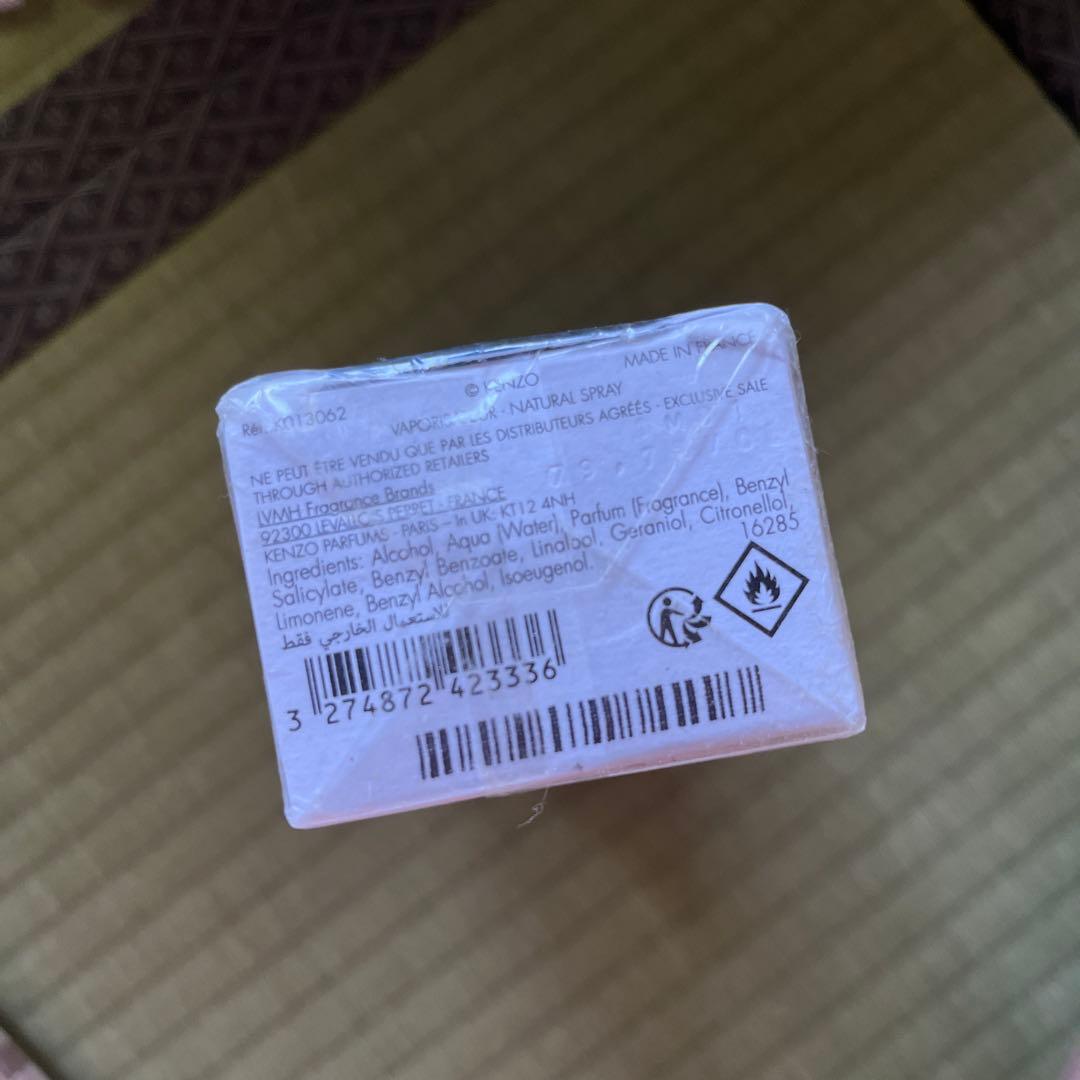 Réf. K013062
© KENZO
MADE IN FRANCE
VAPORISATEUR - NATURAL SPRAY
NE PEUT ÊTRE VENDU QUE PAR LES DISTRIBUTEURS AGRÉÉS - EXCLUSIVE SALE
THROUGH AUTHORIZED RETAILERS
LVMH Fragrance Brands
92300 LEVALLOIS PERRET - FRANCE
KENZO PARFUMS - PARIS – In UK: KT12 4NH
Ingredients: Alcohol, Aqua (Water), Parfum (Fragrance), Benzyl
Salicylate, Benzyl Benzoate, Linalool, Geraniol, Citronellol,
Limonene, Benzyl Alcohol, Isoeugenol.
16285
للاستعمال الخارجي فقط
3 274872 423336